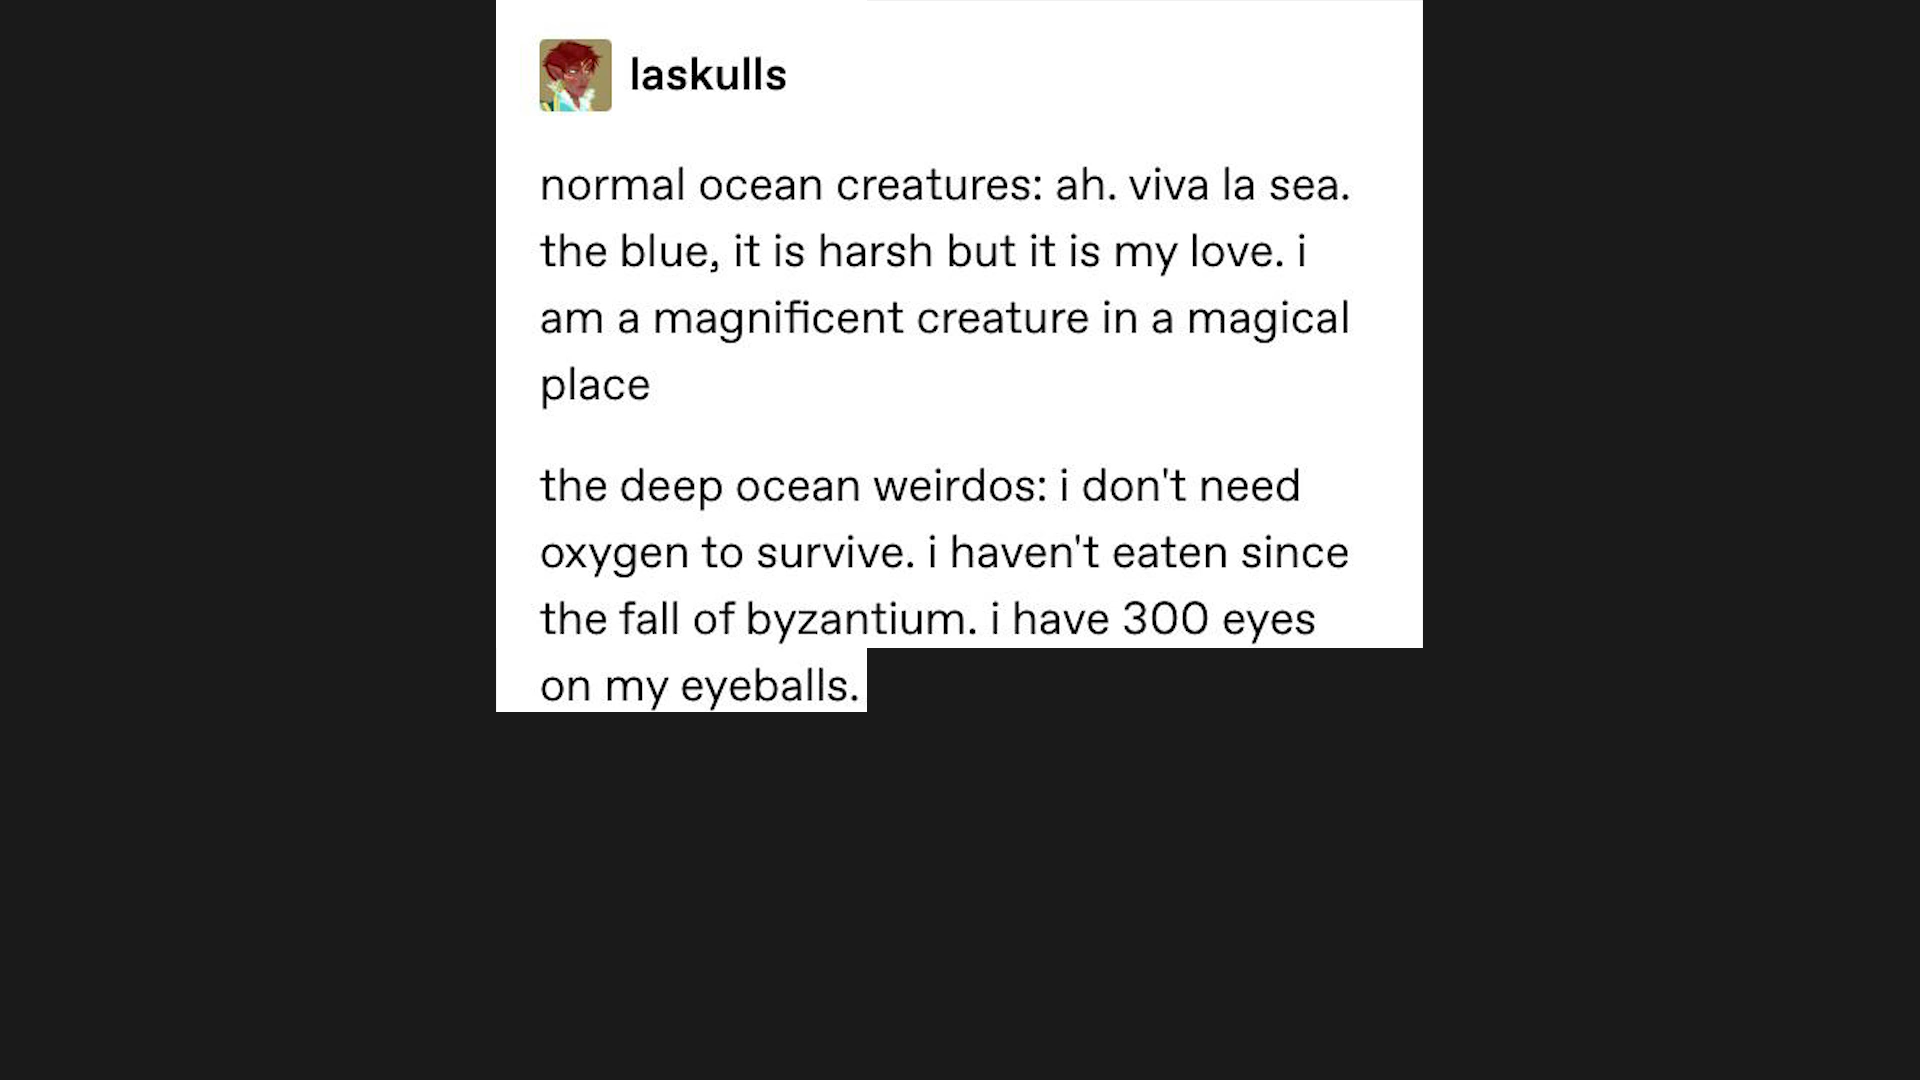 laskulls
normal ocean creatures: ah. viva la sea.
the blue, it is harsh but it is my love. i
am a magnificent creature in a magical
place
the deep ocean weirdos: i don't need
oxygen to survive. i haven't eaten since
the fall of byzantium. i have 300 eyes
on my eyeballs.